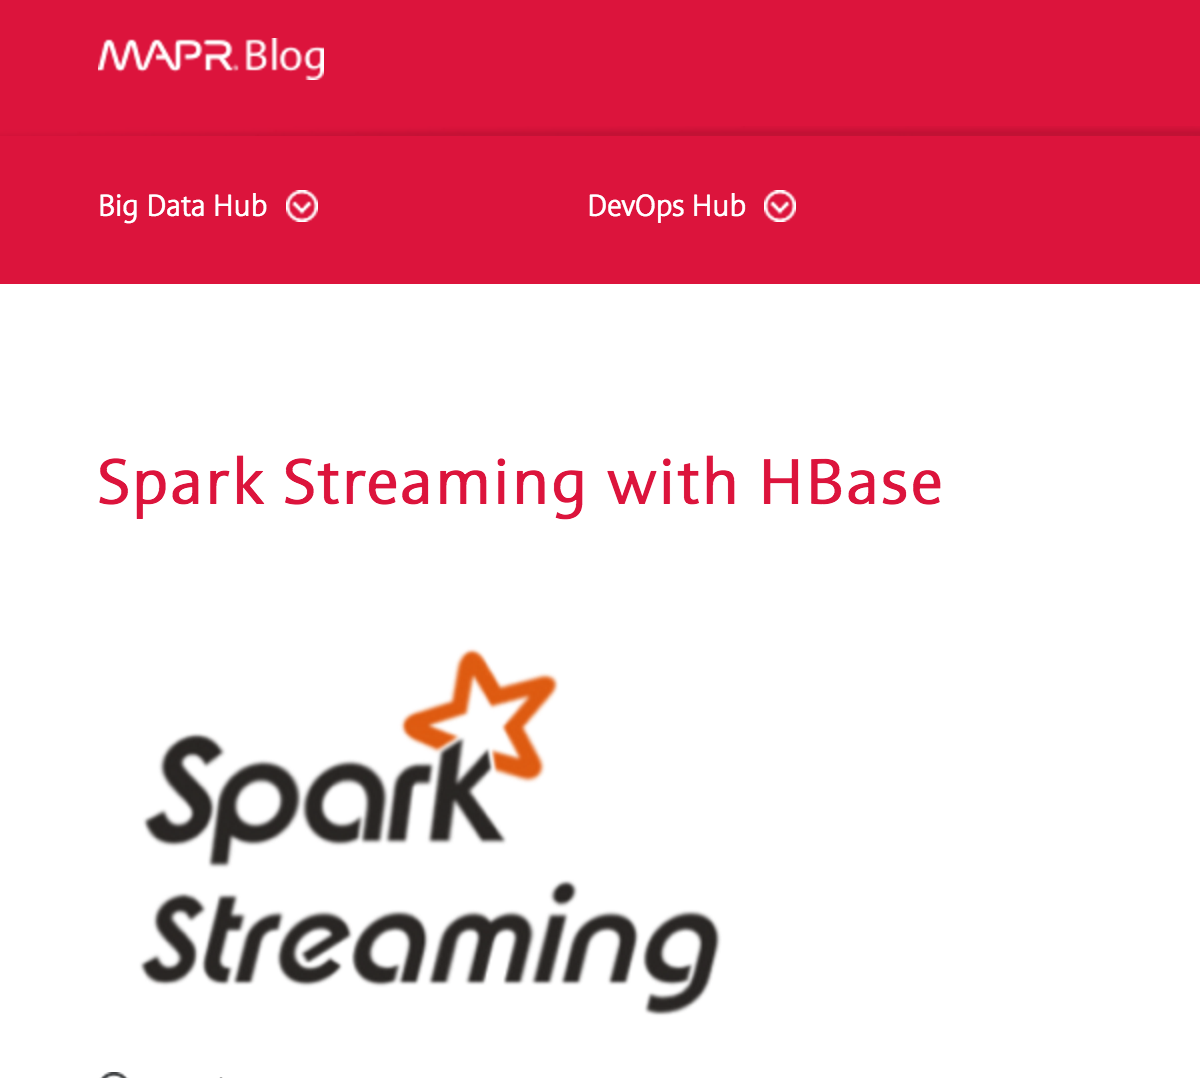 MAPR. Blog
Big Data Hub DevOps Hub
Spark Streaming with HBase
Spark
Streaming